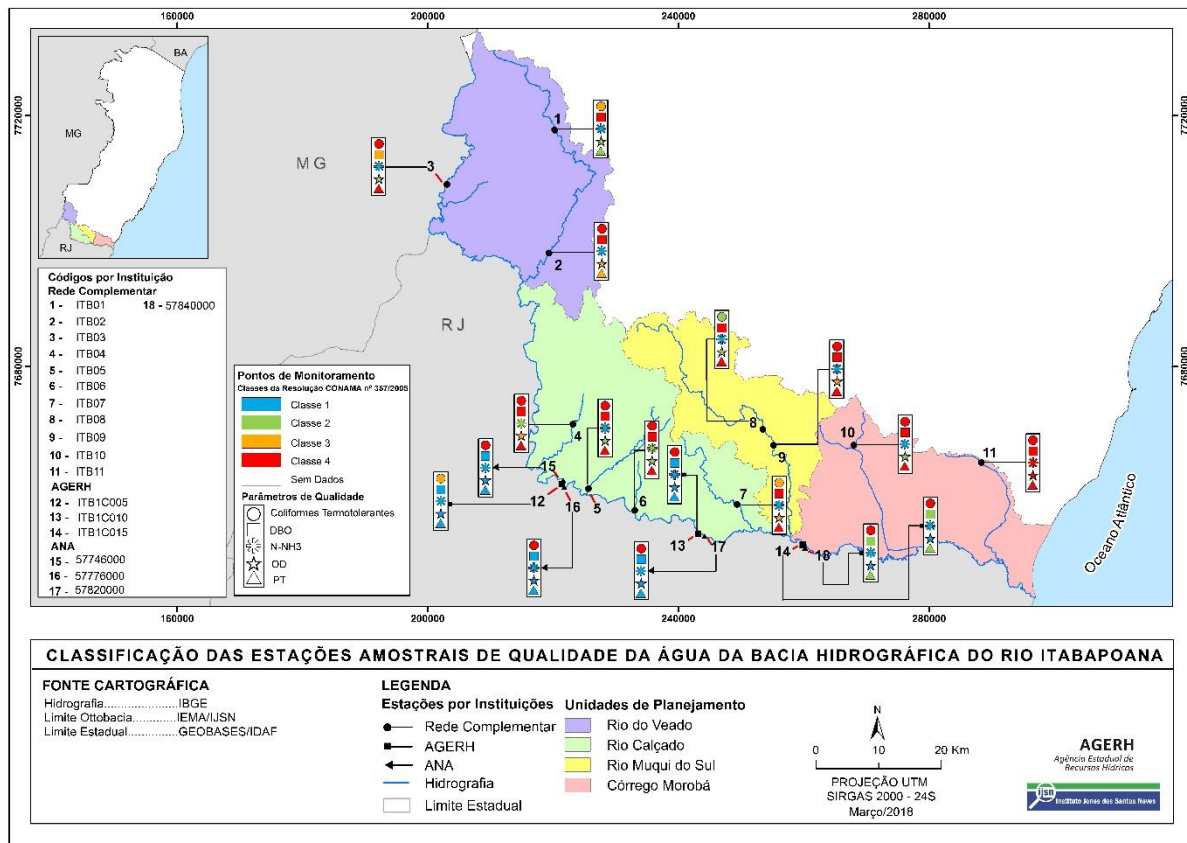 160000
200000
240000
280000
7720000
7720000
7680000
7680000
BA
MG
RJ
MG
RJ
1
2
3
4
5
6
7
8
9
10
11
12
13
14
15
16
17
18
Oceano Atlântico
Códigos por Instituição
Rede Complementar
1 - ITB01 18 - 57840000
2 - ITB02
3 - ITB03
4 - ITB04
5 - ITB05
6 - ITB06
7 - ITB07
8 - ITB08
9 - ITB09
10 - ITB10
11 - ITB11
AGERH
12 - ITB1C005
13 - ITB1C010
14 - ITB1C015
ANA
15 - 57746000
16 - 57776000
17 - 57820000
Pontos de Monitoramento
Classes da Resolução CONAMA nº 357/2005
Classe 1
Classe 2
Classe 3
Classe 4
Sem Dados
Parâmetros de Qualidade
Coliformes Termotolerantes
DBO
N-NH3
OD
PT
160000
200000
240000
280000
CLASSIFICAÇÃO DAS ESTAÇÕES AMOSTRAIS DE QUALIDADE DA ÁGUA DA BACIA HIDROGRÁFICA DO RIO ITABAPOANA
FONTE CARTOGRÁFICA
Hidrografia....................IBGE
Limite Ottobacia.............IEMA/IJSN
Limite Estadual.......……GEOBASES/IDAF
LEGENDA
Estações por Instituições
Rede Complementar
AGERH
ANA
Hidrografia
Limite Estadual
Unidades de Planejamento
Rio do Veado
Rio Calçado
Rio Muqui do Sul
Córrego Morobá
N
0 10 20 Km
PROJEÇÃO UTM
SIRGAS 2000 - 24S
Março/2018
AGERH
Agência Estadual de
Recursos Hídricos
ijsn Instituto Jones dos Santos Neves